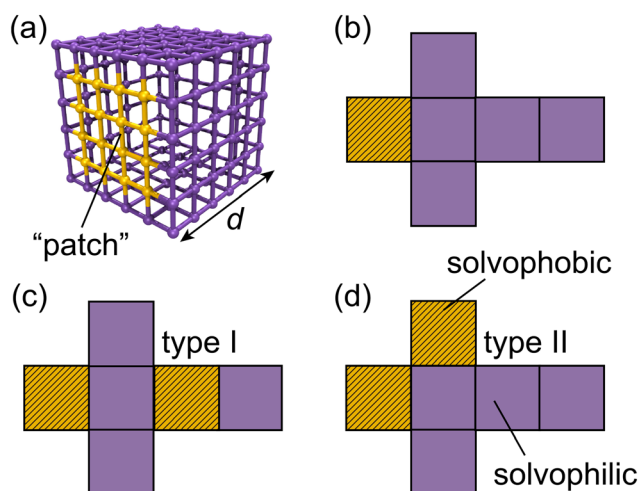 (a)
"patch"
d
(b)
(c)
type I
(d)
solvophobic
type II
solvophilic